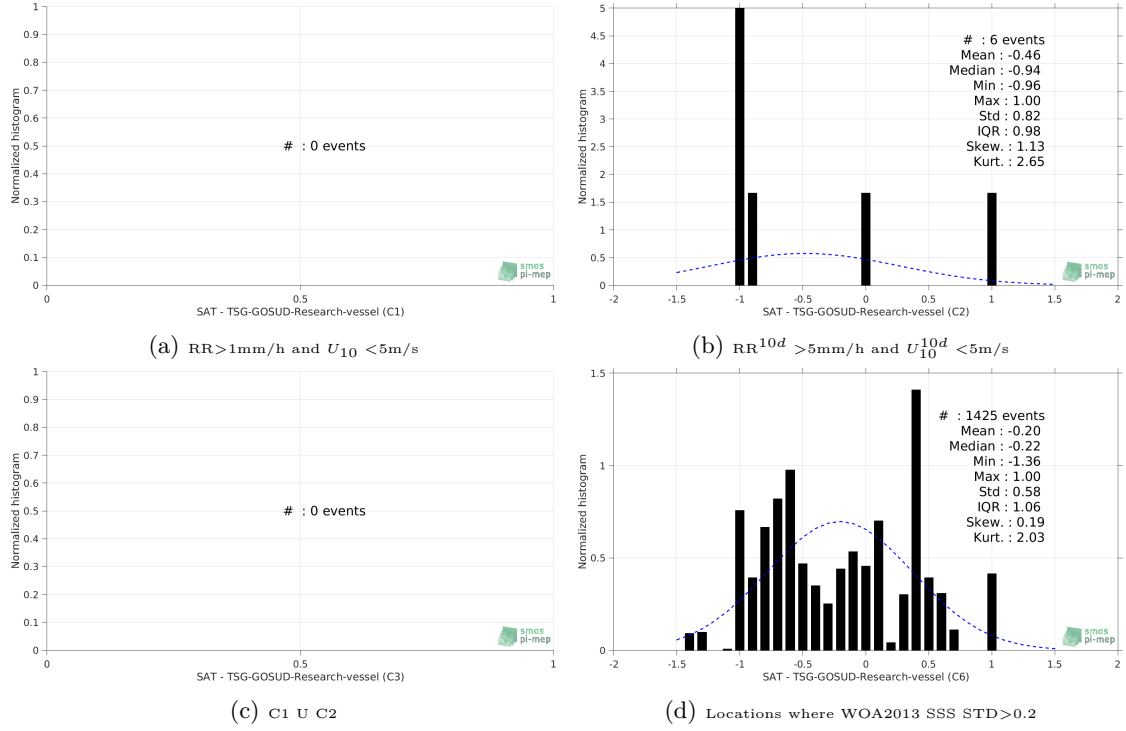 1
0.9
0.8
0.7
0.6
0.5
0.4
0.3
0.2
0.1
0
Normalized histogram
# : 0 events
smos
pi-mep
0 0.5 1
SAT - TSG-GOSUD-Research-vessel (C1)
(a) RR>1mm/h and U10 <5m/s
5
4.5
4
3.5
3
2.5
2
1.5
1
0.5
0
Normalized histogram
# : 6 events
Mean : -0.46
Median : -0.94
Min : -0.96
Max : 1.00
Std : 0.82
IQR : 0.98
Skew. : 1.13
Kurt. : 2.65
smos
pi-mep
-2 -1.5 -1 -0.5 0 0.5 1 1.5 2
SAT - TSG-GOSUD-Research-vessel (C2)
(b) RR10d >5mm/h and U10d10 <5m/s
1
0.9
0.8
0.7
0.6
0.5
0.4
0.3
0.2
0.1
0
Normalized histogram
# : 0 events
smos
pi-mep
0 0.5 1
SAT - TSG-GOSUD-Research-vessel (C3)
(c) C1 U C2
1.5
1
0.5
0
Normalized histogram
# : 1425 events
Mean : -0.20
Median : -0.22
Min : -1.36
Max : 1.00
Std : 0.58
IQR : 1.06
Skew. : 0.19
Kurt. : 2.03
smos
pi-mep
-2 -1.5 -1 -0.5 0 0.5 1 1.5 2
SAT - TSG-GOSUD-Research-vessel (C6)
(d) Locations where WOA2013 SSS STD>0.2